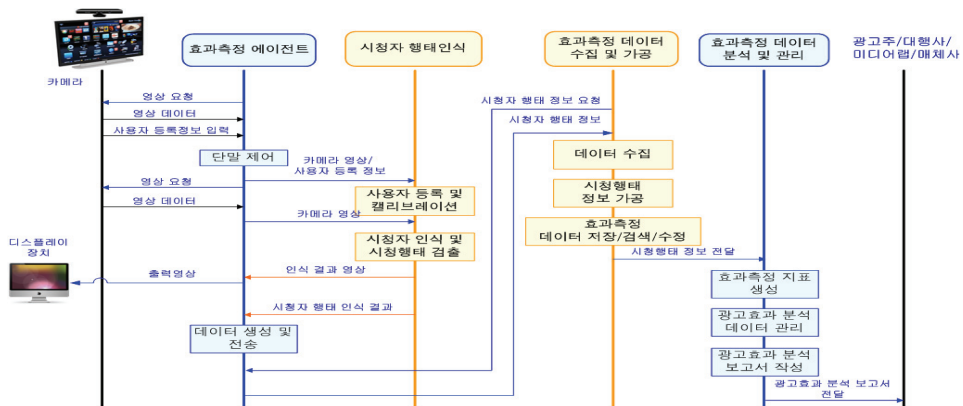 효과측정 에이전트
시청자 행태인식
효과측정 데이터
수집 및 가공
효과측정 데이터
분석 및 관리
광고주/대행사/
미디어랩/매체사
카메라
영상 요청
영상 데이터
사용자 등록정보 입력
시청자 행태 정보 요청
시청자 행태 정보
단말 제어
카메라 영상/
사용자 등록 정보
데이터 수집
영상 요청
영상 데이터
사용자 등록 및
캘리브레이션
시청행태
정보 가공
카메라 영상
시청자 인식 및
시청행태 검출
효과측정
데이터 저장/검색/수정
시청행태 정보 전달
디스플레이
장치
출력영상
인식 결과 영상
효과측정 지표
생성
시청자 행태 인식 결과
데이터 생성 및
전송
광고효과 분석
데이터 관리
광고효과 분석
보고서 작성
광고효과 분석 보고서
전달